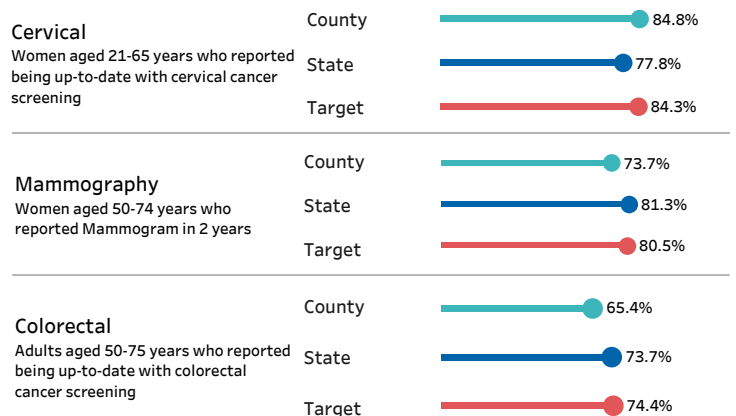 Cervical
Women aged 21-65 years who reported
being up-to-date with cervical cancer
screening
County
84.8%
State
77.8%
Target
84.3%
Mammography
Women aged 50-74 years who
reported Mammogram in 2 years
County
73.7%
State
81.3%
Target
80.5%
Colorectal
Adults aged 50-75 years who reported
being up-to-date with colorectal
cancer screening
County
65.4%
State
73.7%
Target
74.4%